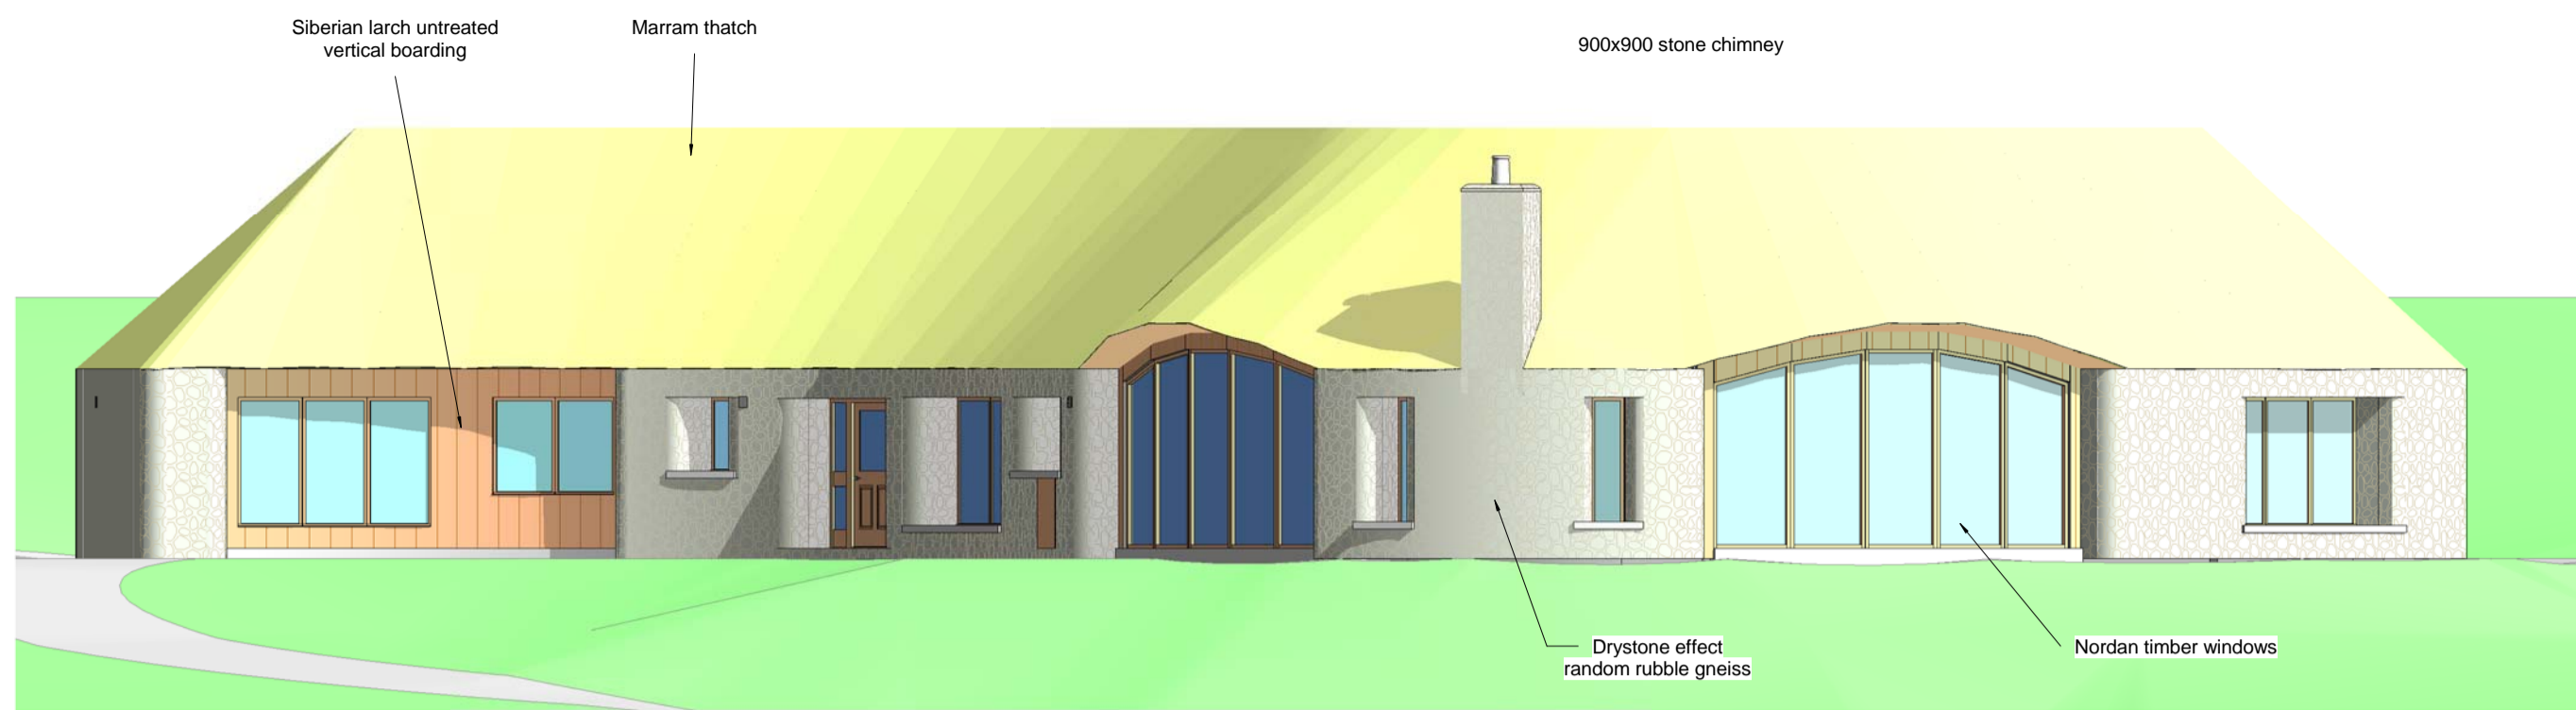 Siberian larch untreated
vertical boarding
Marram thatch
900x900 stone chimney
Drystone effect
random rubble gneiss
Nordan timber windows